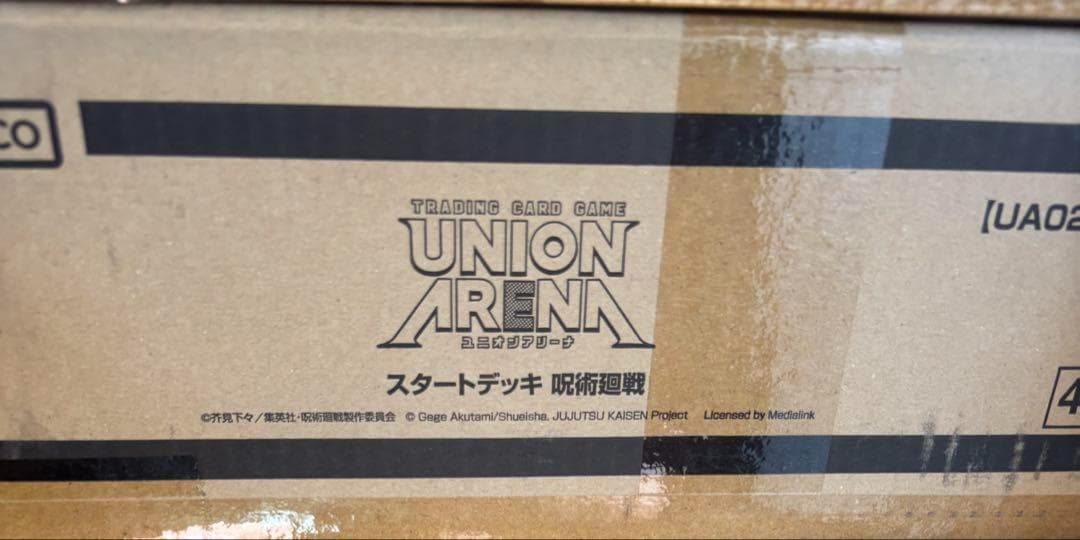 CO
TRADING CARD GAME
UNION
ARENA
ユニオンアリーナ
スタートデッキ 呪術廻戦
©芥見下々／集英社・呪術廻戦製作委員会 © Gege Akutami/Shueisha, JUJUTSU KAISEN Project Licensed by Medialink
【UA02
4